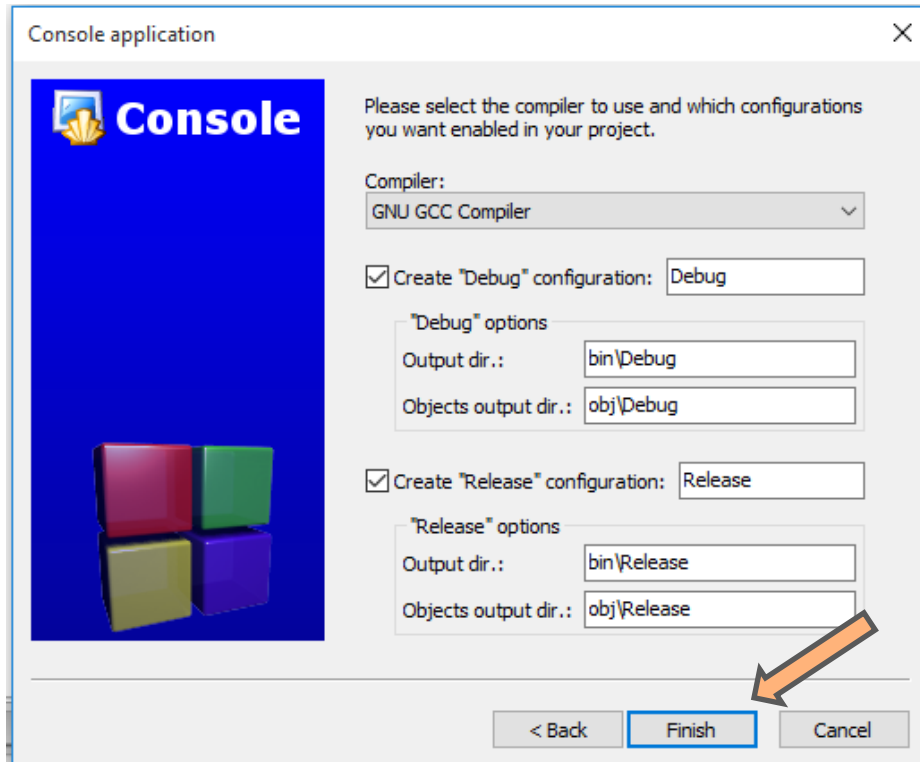 Console application
Console
Please select the compiler to use and which configurations
you want enabled in your project.
Compiler:
GNU GCC Compiler
Create "Debug" configuration: Debug
"Debug" options
Output dir.: bin\Debug
Objects output dir.: obj\Debug
Create "Release" configuration: Release
"Release" options
Output dir.: bin\Release
Objects output dir.: obj\Release
< Back Finish Cancel